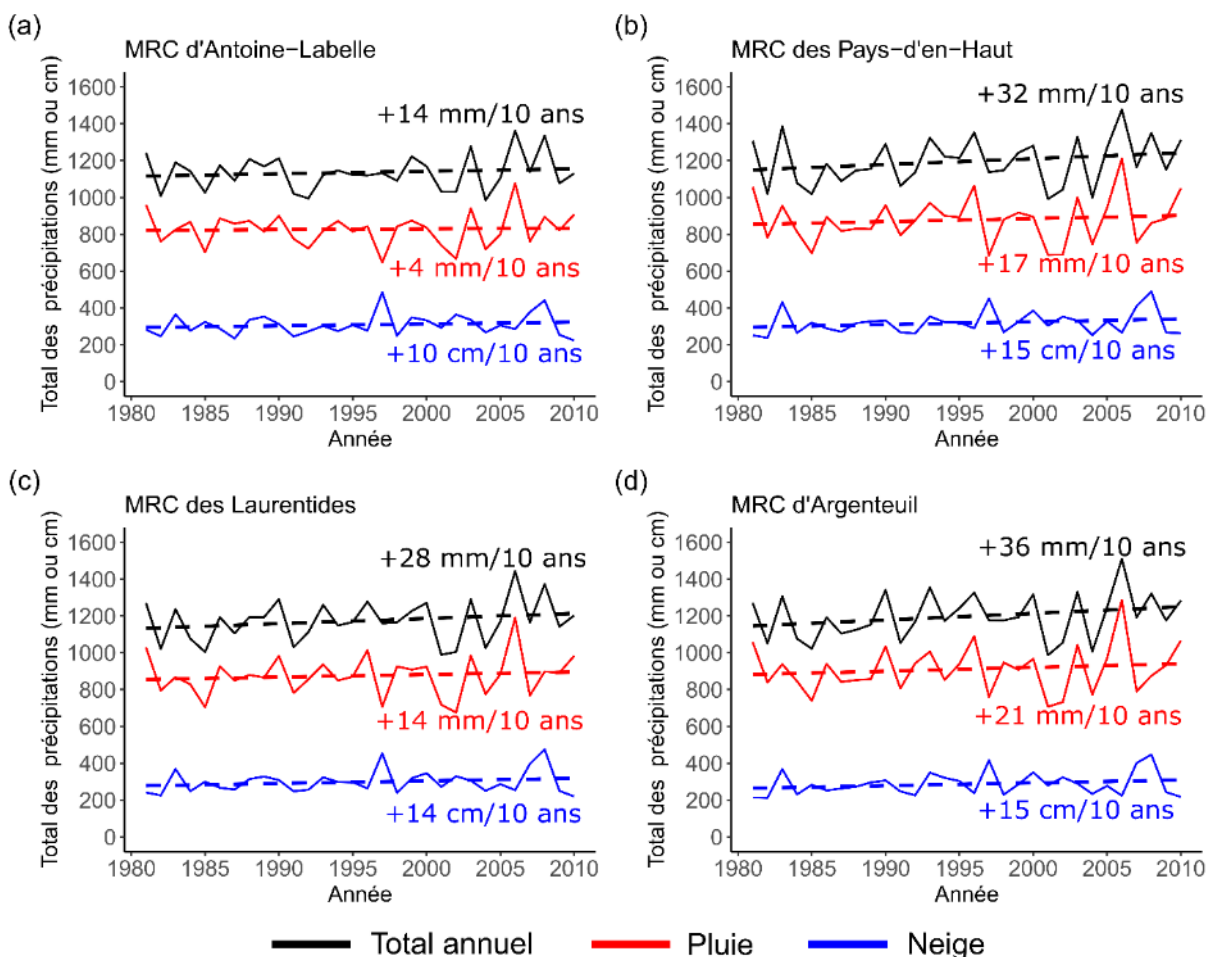 (a)
MRC d'Antoine−Labelle
Total des précipitations (mm ou cm)
1600
1400
1200
1000
800
600
400
200
0
+14 mm/10 ans
+4 mm/10 ans
+10 cm/10 ans
1980 1985 1990 1995 2000 2005 2010
Année
(b)
MRC des Pays−d'en−Haut
Total des précipitations (mm ou cm)
1600
1400
1200
1000
800
600
400
200
0
+32 mm/10 ans
+17 mm/10 ans
+15 cm/10 ans
1980 1985 1990 1995 2000 2005 2010
Année
(c)
MRC des Laurentides
Total des précipitations (mm ou cm)
1600
1400
1200
1000
800
600
400
200
0
+28 mm/10 ans
+14 mm/10 ans
+14 cm/10 ans
1980 1985 1990 1995 2000 2005 2010
Année
(d)
MRC d'Argenteuil
Total des précipitations (mm ou cm)
1600
1400
1200
1000
800
600
400
200
0
+36 mm/10 ans
+21 mm/10 ans
+15 cm/10 ans
1980 1985 1990 1995 2000 2005 2010
Année
Total annuel Pluie Neige